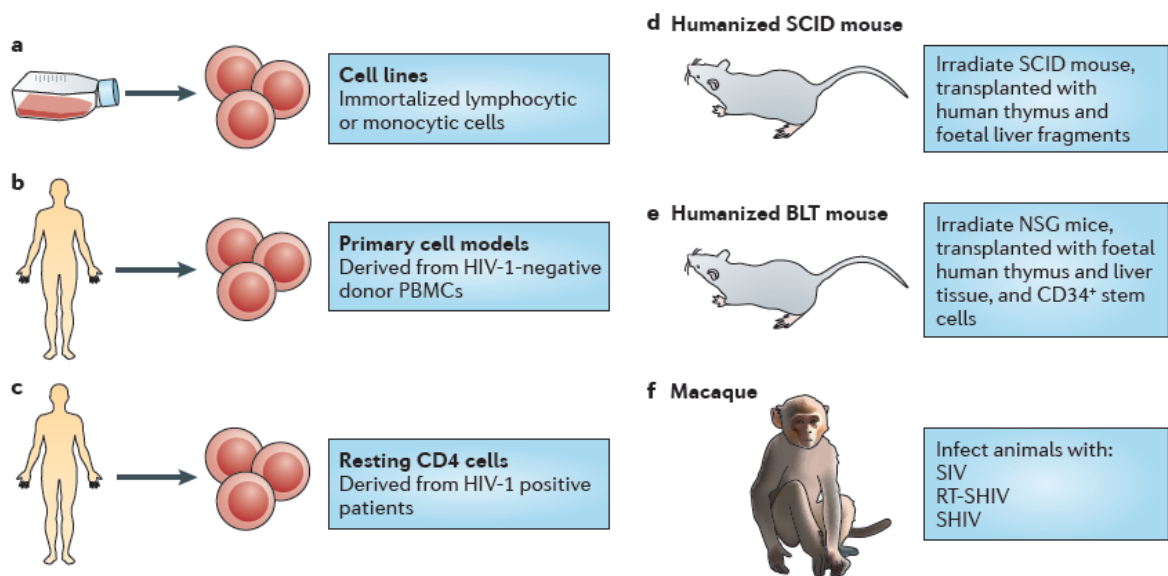 a
Cell lines
Immortalized lymphocytic
or monocytic cells
b
Primary cell models
Derived from HIV-1-negative
donor PBMCs
c
Resting CD4 cells
Derived from HIV-1 positive
patients
d Humanized SCID mouse
Irradiate SCID mouse,
transplanted with
human thymus and
foetal liver fragments
e Humanized BLT mouse
Irradiate NSG mice,
transplanted with foetal
human thymus and liver
tissue, and CD34⁺ stem
cells
f Macaque
Infect animals with:
SIV
RT-SHIV
SHIV